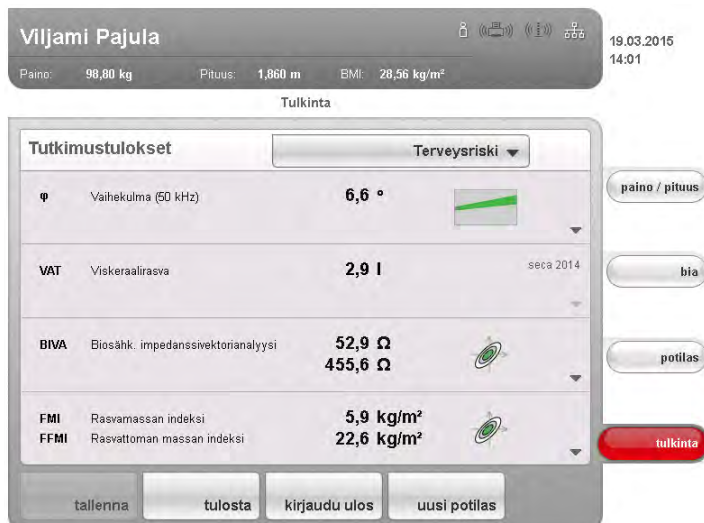 Viljami Pajula
19.03.2015
14:01
Paino: 98,80 kg Pituus: 1,860 m BMI: 28,56 kg/m²
Tulkinta
Tutkimustulokset
Terveysriski
φ Vaihekulma (50 kHz) 6,6 °
VAT Viskeraalirasva 2,9 l
seca 2014
BIVA Biosähk. impedanssivektorianalyysi 52,9 Ω
455,6 Ω
FMI Rasvamassan indeksi 5,9 kg/m²
FFMI Rasvattoman massan indeksi 22,6 kg/m²
paino / pituus
bia
potilas
tulkinta
tallenna
tulosta
kirjaudu ulos
uusi potilas